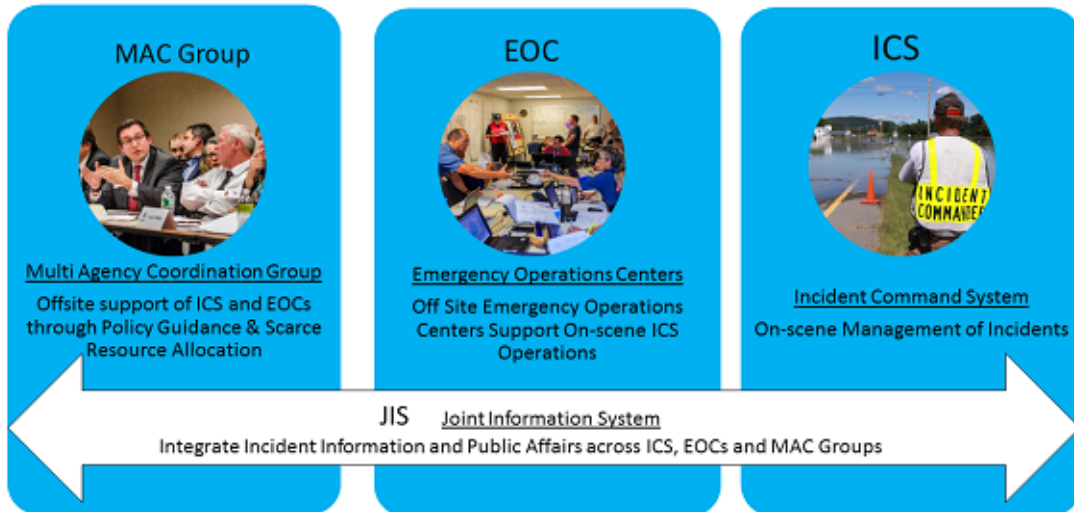 MAC Group
Multi Agency Coordination Group
Offsite support of ICS and EOCs
through Policy Guidance & Scarce
Resource Allocation
EOC
Emergency Operations Centers
Off Site Emergency Operations
Centers Support On-scene ICS
Operations
ICS
INCIDENT
COMMANDER
Incident Command System
On-scene Management of Incidents
JIS Joint Information System
Integrate Incident Information and Public Affairs across ICS, EOCs and MAC Groups